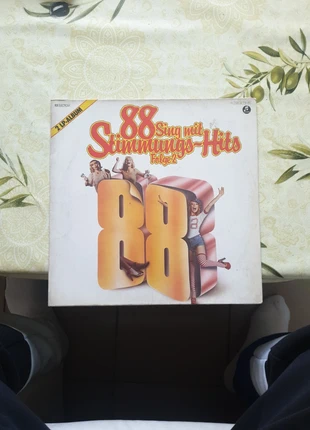 2 LP-ALBUM
88 Sing mit
Stimmungs-Hits
Folge 2
88